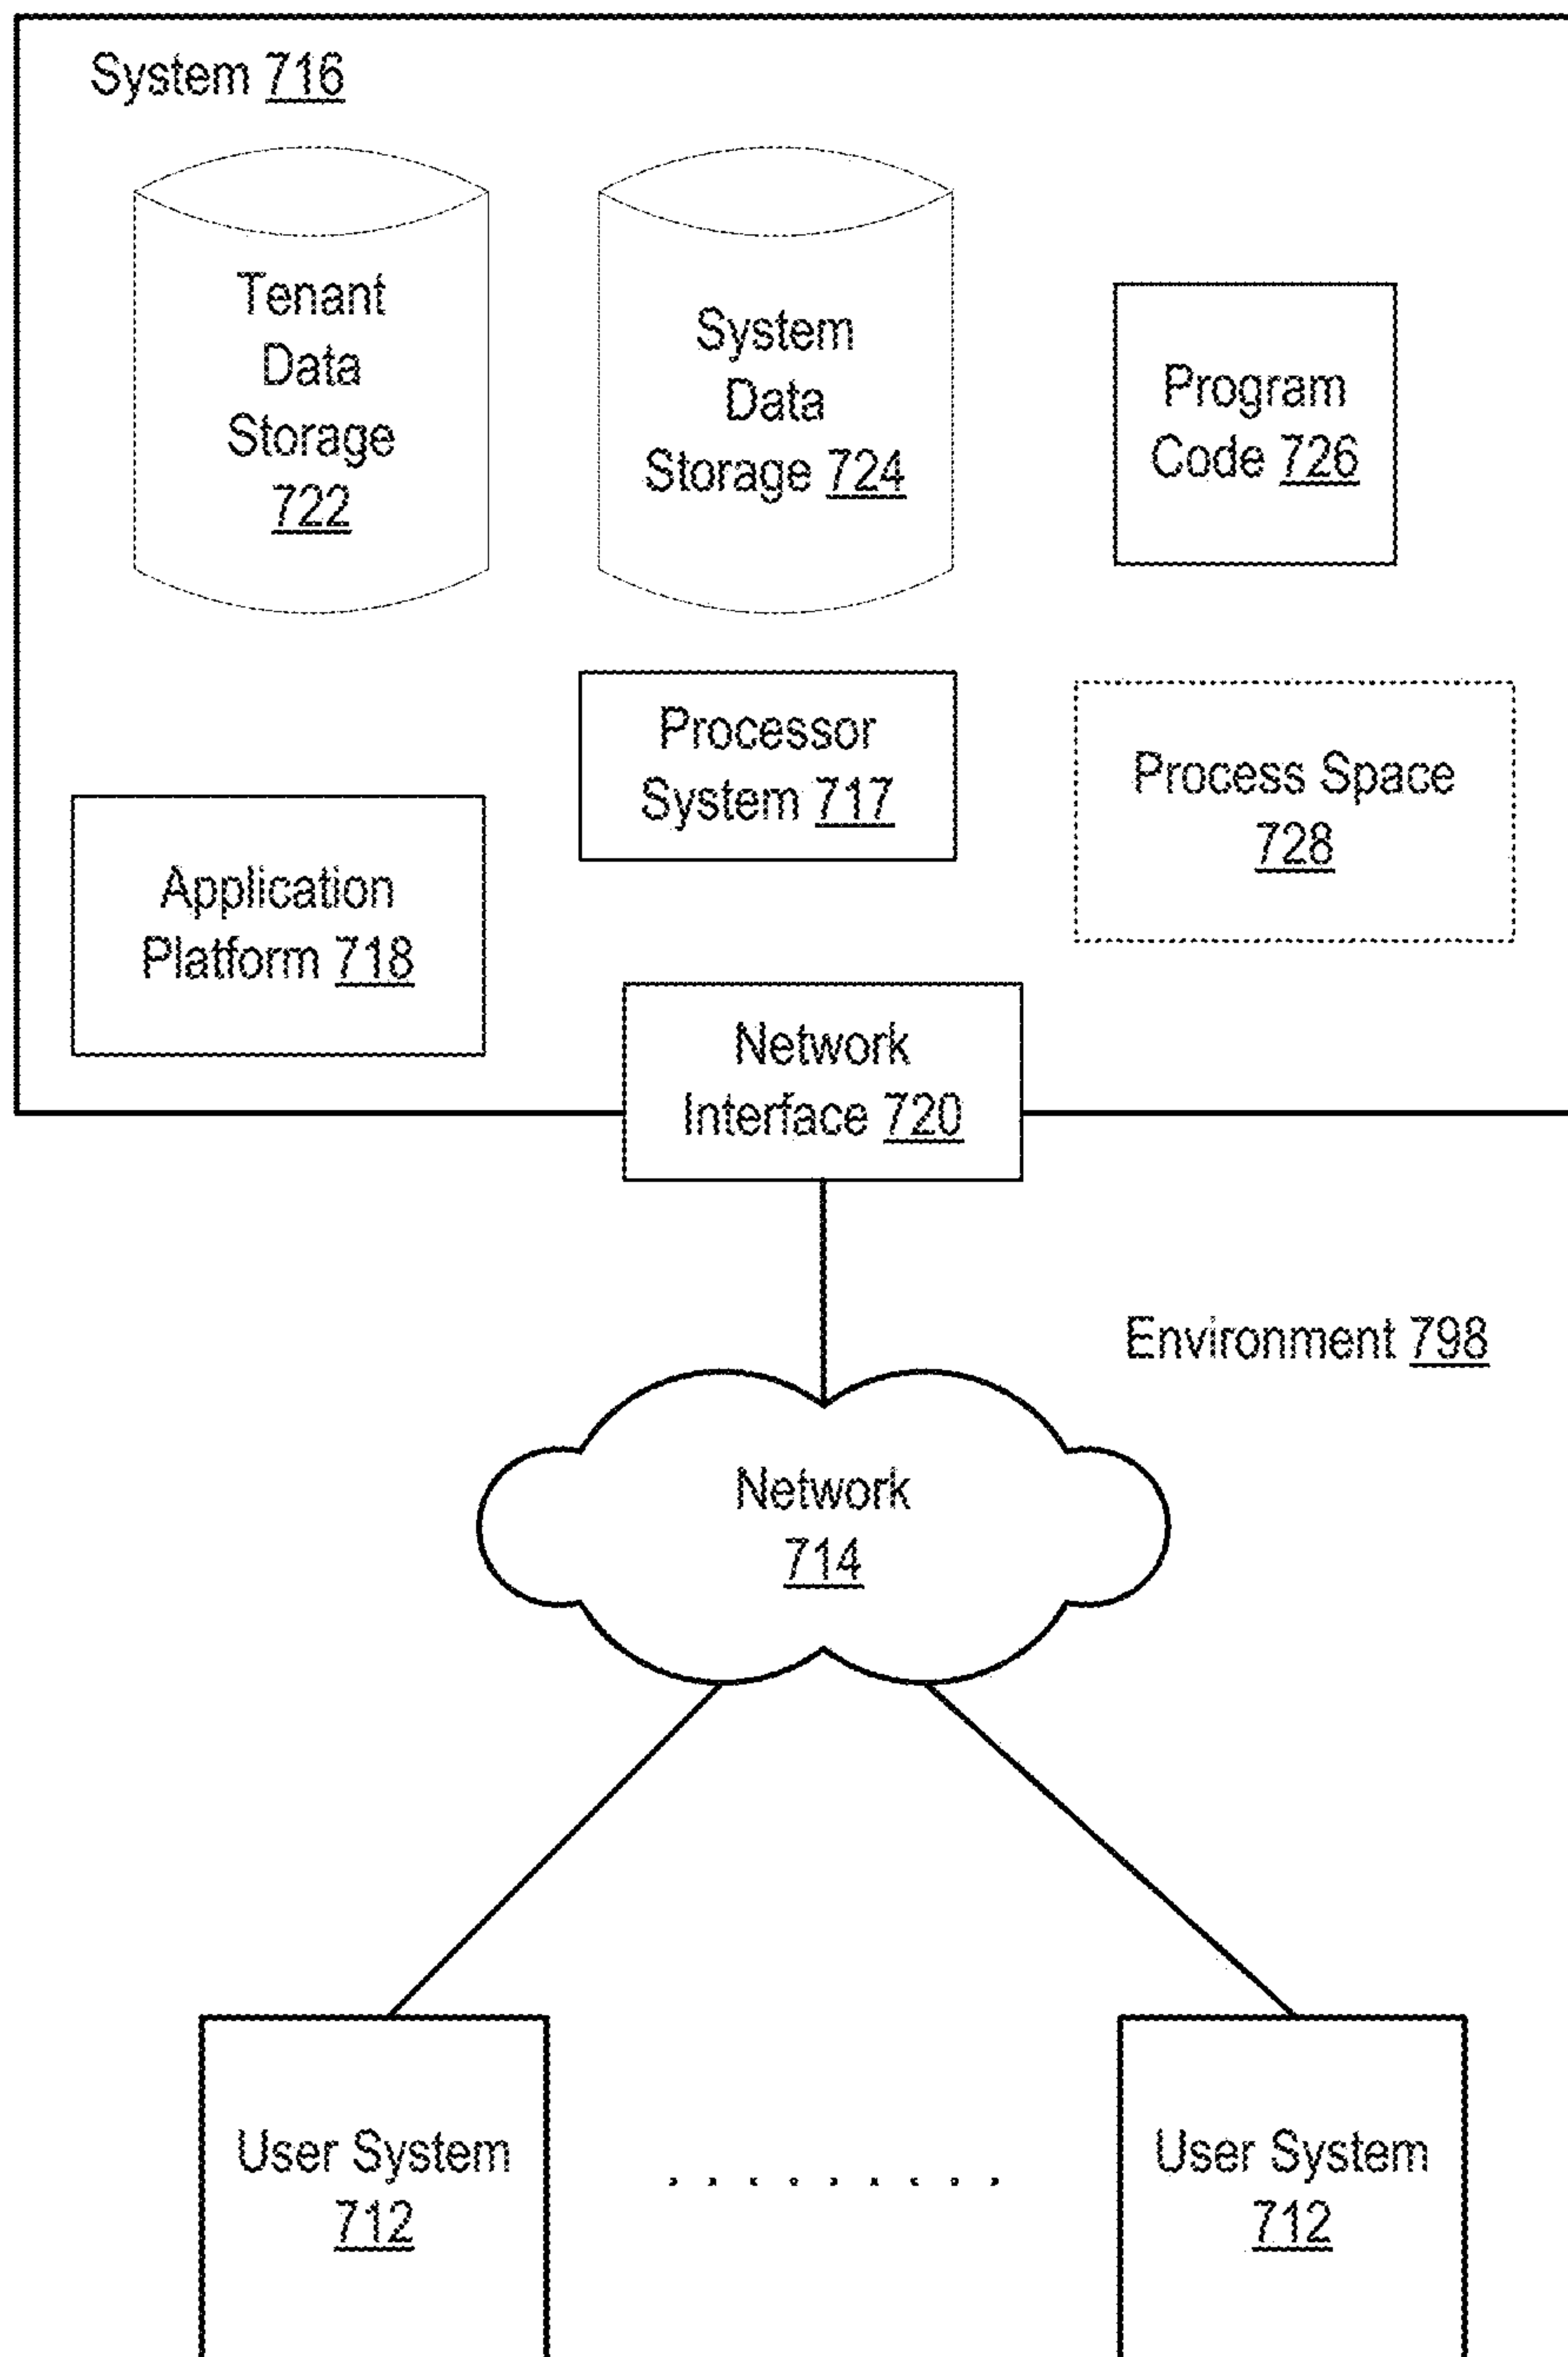 System 716
Tenant
Data
Storage
722
System
Data
Storage 724
Program
Code 726
Processor
System 717
Process Space
728
Application
Platform 718
Network
Interface 720
Environment 798
Network
714
User System
712
User System
712